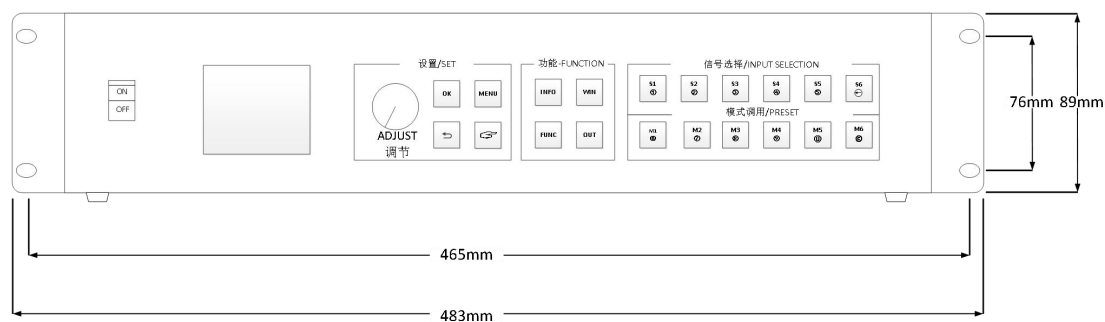 设置/SET
功能-FUNCTION
信号选择/INPUT SELECTION
ON
OFF
OK
MENU
INFO
WIN
S1
S2
S3
S4
S5
S6
ADJUST
调节
FUNC
OUT
模式调用/PRESET
M1
M2
M3
M4
M5
M6
76mm
89mm
465mm
483mm